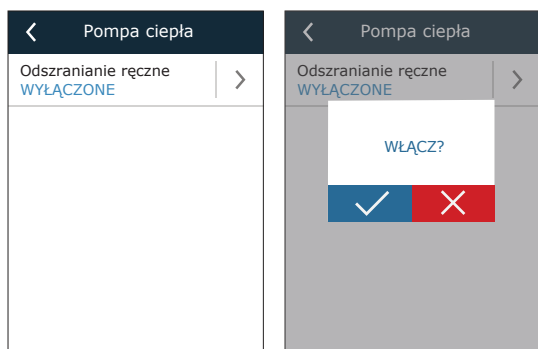 Pompa ciepła
Odszranianie ręczne
WYŁĄCZONE
Pompa ciepła
Odszranianie ręczne
WYŁĄCZONE
WŁĄCZ?